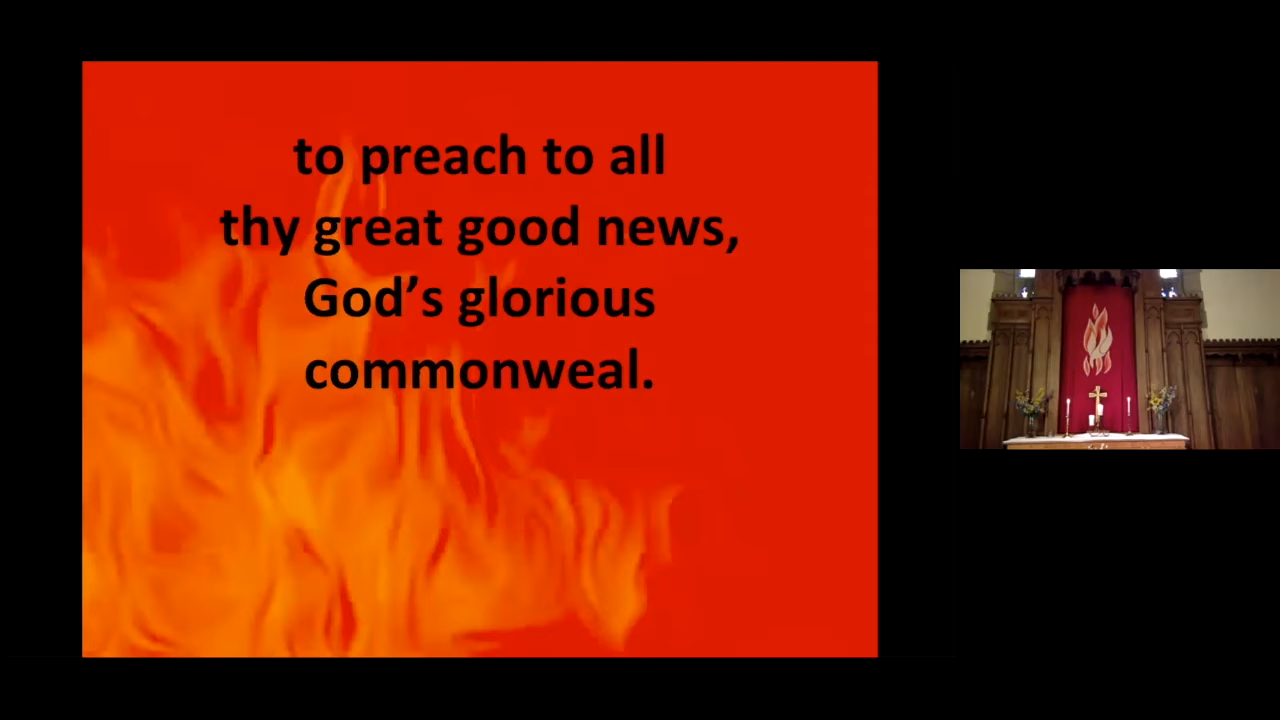 to preach to all
thy great good news,
God’s glorious
commonweal.